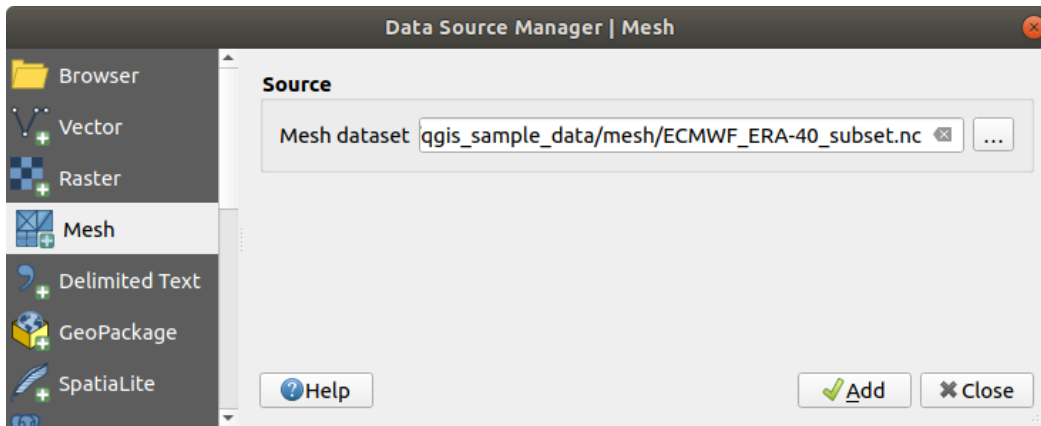 Data Source Manager | Mesh
Browser
Vector
Raster
Mesh
Delimited Text
GeoPackage
SpatiaLite
Source
Mesh dataset qgis_sample_data/mesh/ECMWF_ERA-40_subset.nc ...
Help
Add
Close